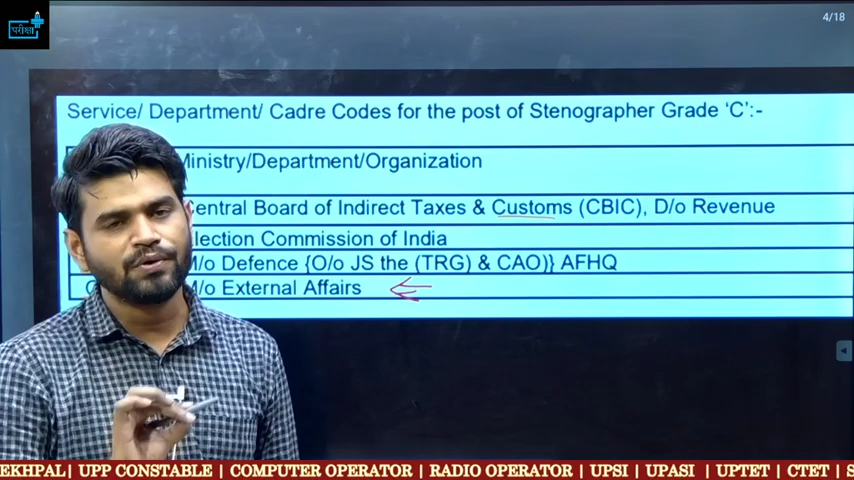 परीक्षा
4/18
Service/ Department/ Cadre Codes for the post of Stenographer Grade 'C':-
Ministry/Department/Organization
Central Board of Indirect Taxes & Customs (CBIC), D/o Revenue
Election Commission of India
M/o Defence {O/o JS the (TRG) & CAO)} AFHQ
M/o External Affairs
EKHPAL| UPP CONSTABLE | COMPUTER OPERATOR | RADIO OPERATOR | UPSI | UPASI | UPTET | CTET | S